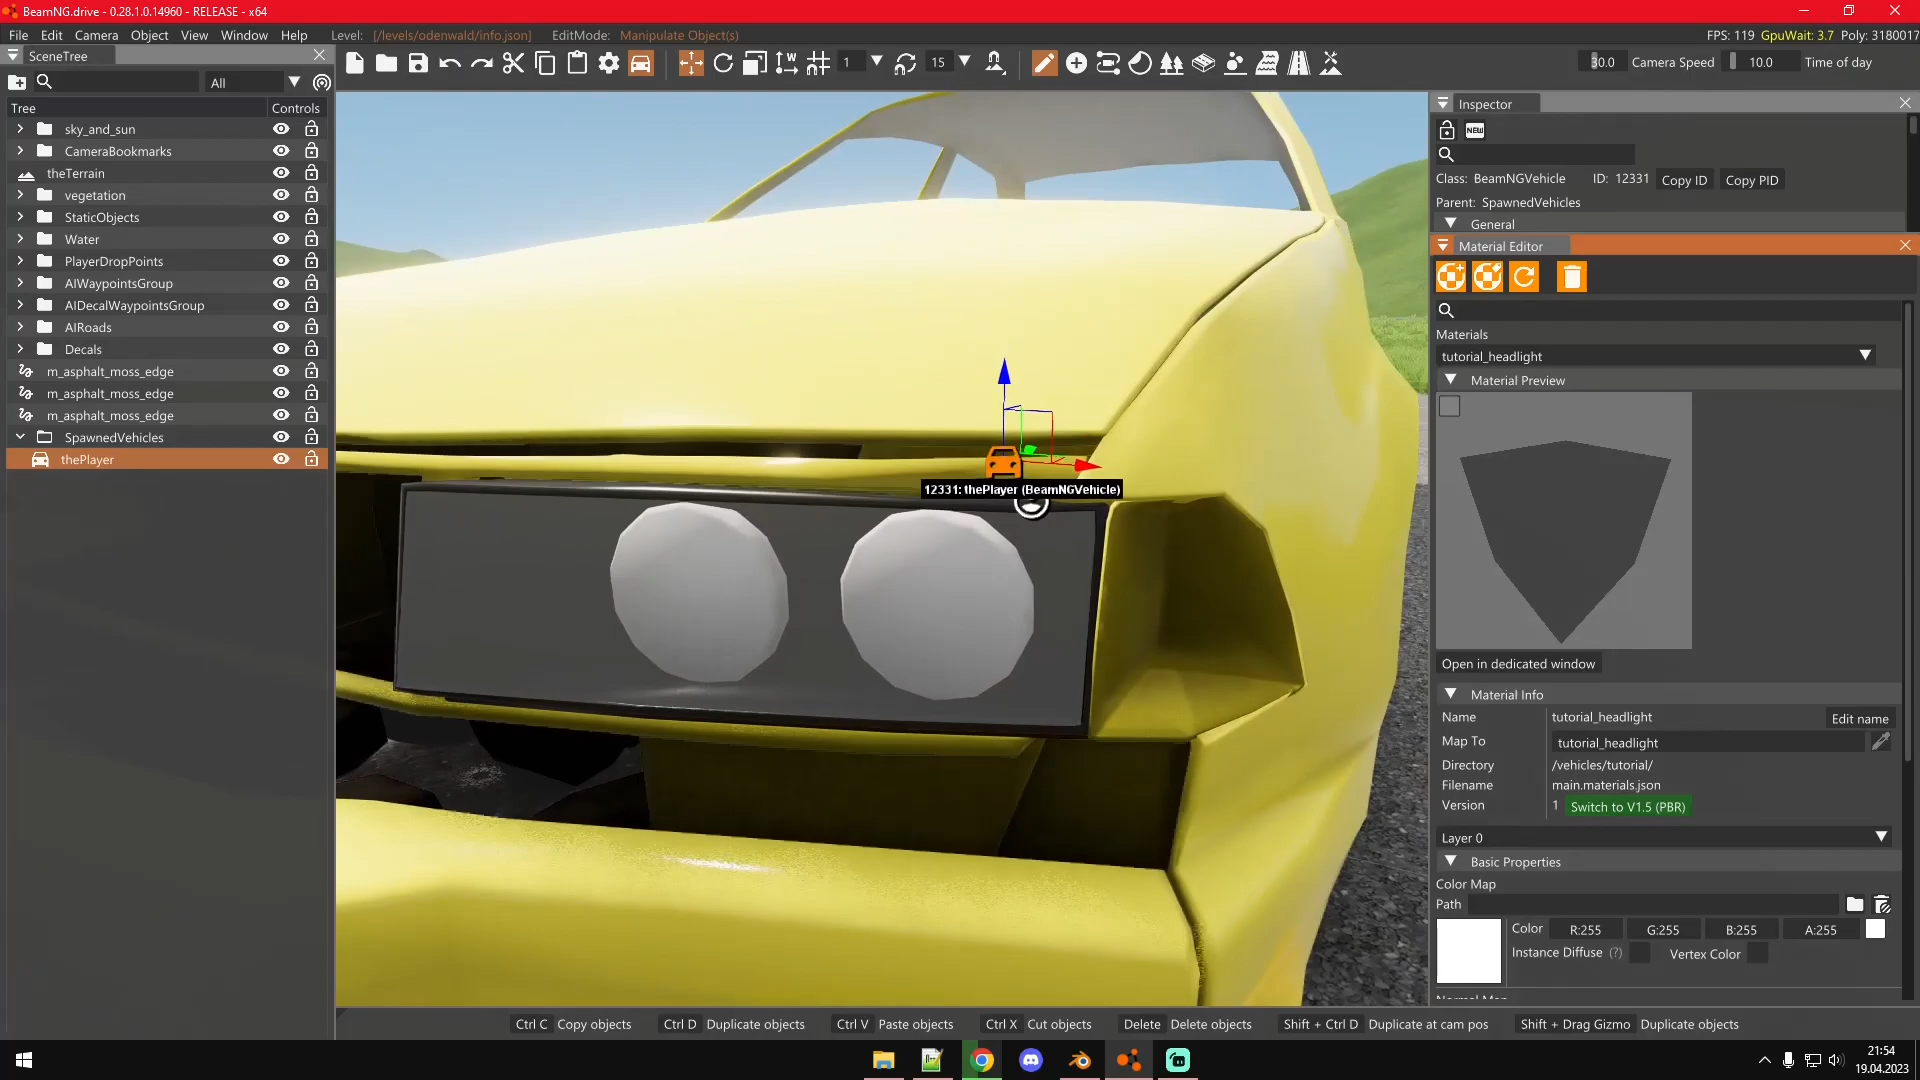 BeamNG.drive - 0.28.1.0.14960 - RELEASE - x64
File Edit Camera Object View Window Help Level: [/levels/odenwald/info.json] EditMode: Manipulate Object(s)
FPS: 119 GpuWait: 3.7 Poly: 3180017
SceneTree
1
15
30.0 Camera Speed 10.0 Time of day
All
Tree Controls
sky_and_sun
CameraBookmarks
theTerrain
vegetation
StaticObjects
Water
PlayerDropPoints
AIWaypointsGroup
AIDecalWaypointsGroup
AIRoads
Decals
m_asphalt_moss_edge
m_asphalt_moss_edge
m_asphalt_moss_edge
SpawnedVehicles
thePlayer
12331: thePlayer (BeamNGVehicle)
Inspector
NEW
Class: BeamNGVehicle ID: 12331 Copy ID Copy PID
Parent: SpawnedVehicles
General
Material Editor
Materials
tutorial_headlight
Material Preview
Open in dedicated window
Material Info
Name tutorial_headlight Edit name
Map To tutorial_headlight
Directory /vehicles/tutorial/
Filename main.materials.json
Version 1 Switch to V1.5 (PBR)
Layer 0
Basic Properties
Color Map
Path
Color R:255 G:255 B:255 A:255
Instance Diffuse (?) Vertex Color
Normal Map
Ctrl C Copy objects Ctrl D Duplicate objects Ctrl V Paste objects Ctrl X Cut objects Delete Delete objects Shift + Ctrl D Duplicate at cam pos Shift + Drag Gizmo Duplicate objects
21:54
19.04.2023